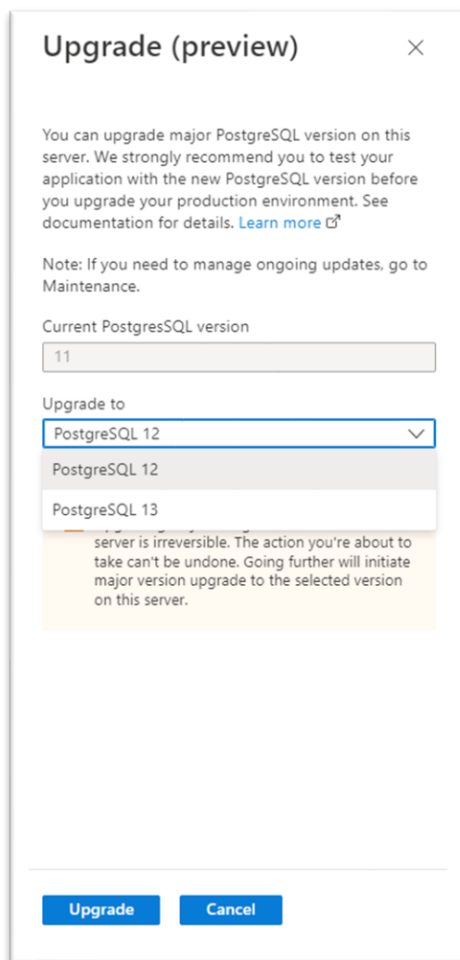 Upgrade (preview)
You can upgrade major PostgreSQL version on this
server. We strongly recommend you to test your
application with the new PostgreSQL version before
you upgrade your production environment. See
documentation for details. Learn more
Note: If you need to manage ongoing updates, go to
Maintenance.
Current PostgresSQL version
11
Upgrade to
PostgreSQL 12
PostgreSQL 12
PostgreSQL 13
server is irreversible. The action you're about to
take can't be undone. Going further will initiate
major version upgrade to the selected version
on this server.
Upgrade
Cancel